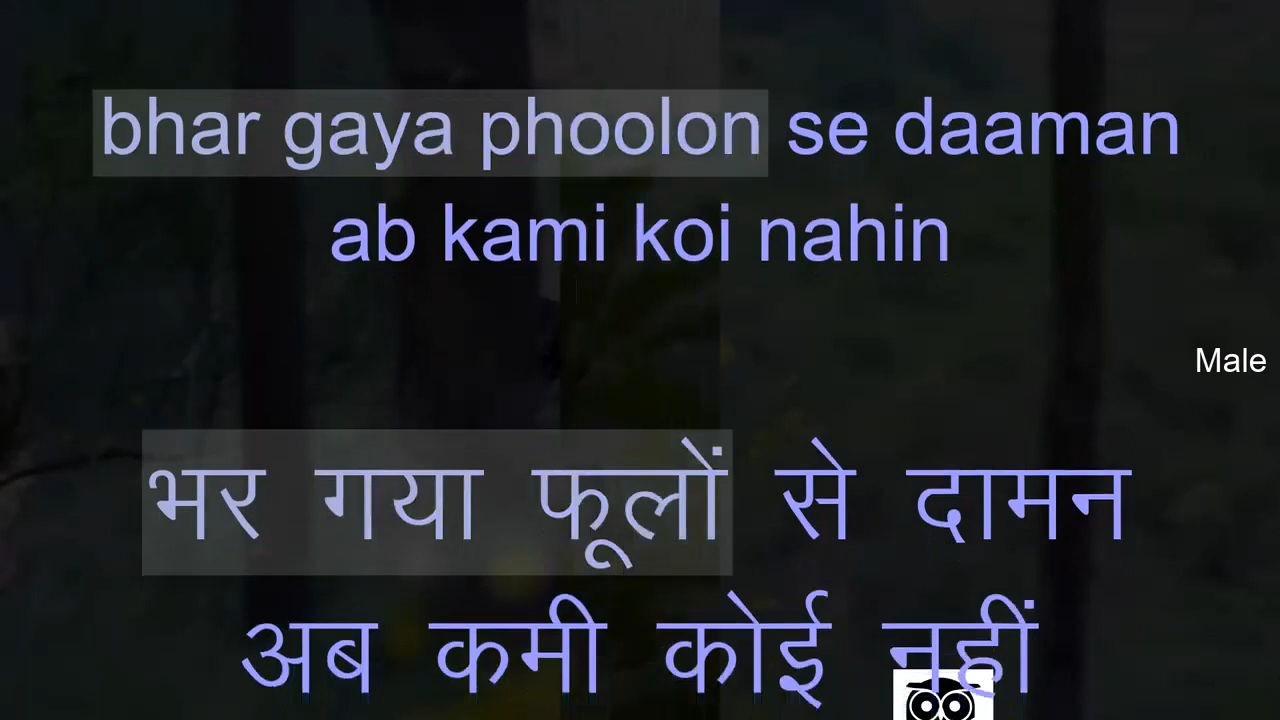 bhar gaya phoolon se daaman
ab kami koi nahin
Male
भर गया फूलों से दामन
अब कमी कोई नहीं